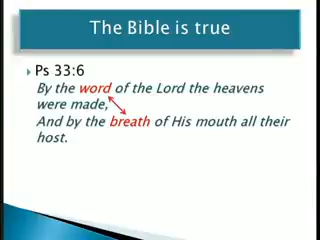 The Bible is true
Ps 33:6
By the word of the Lord the heavens
were made,
And by the breath of His mouth all their
host.